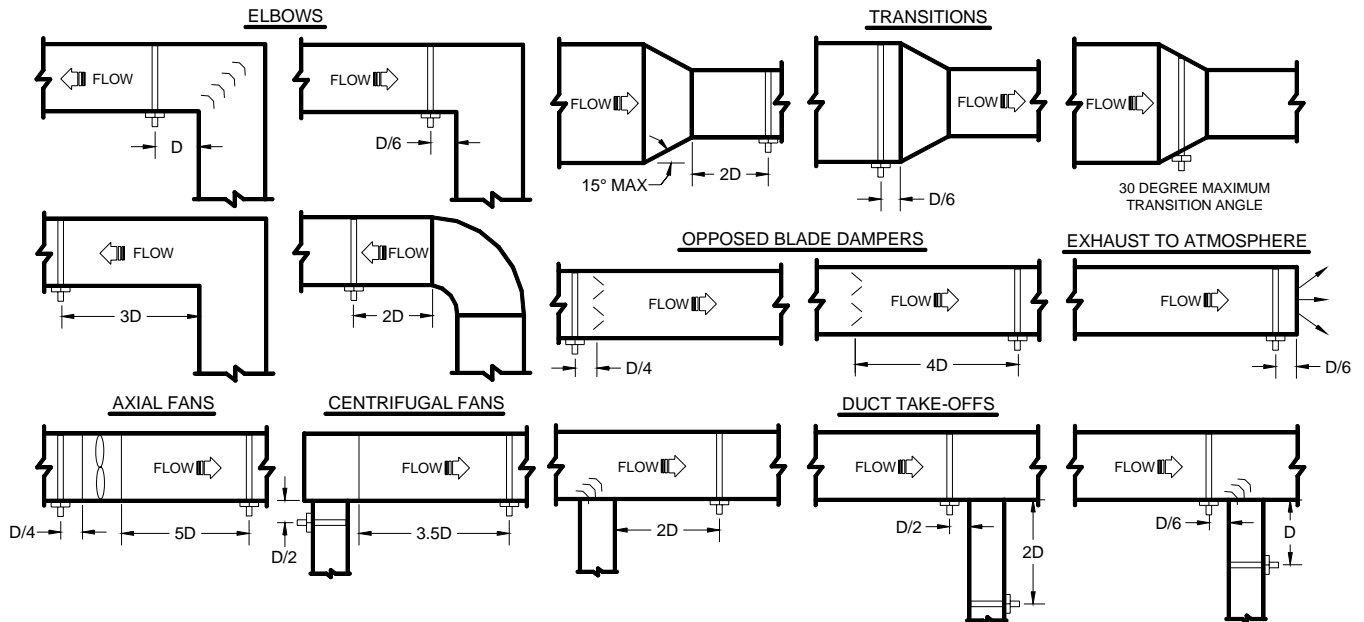 ELBOWS
TRANSITIONS
FLOW
FLOW
FLOW
FLOW
FLOW
D
D/6
15° MAX
2D
D/6
30 DEGREE MAXIMUM
TRANSITION ANGLE
OPPOSED BLADE DAMPERS
EXHAUST TO ATMOSPHERE
FLOW
FLOW
FLOW
FLOW
FLOW
3D
2D
D/4
4D
D/6
AXIAL FANS
CENTRIFUGAL FANS
DUCT TAKE-OFFS
FLOW
FLOW
FLOW
FLOW
FLOW
D/4
5D
D/2
3.5D
2D
D/2
2D
D/6
D